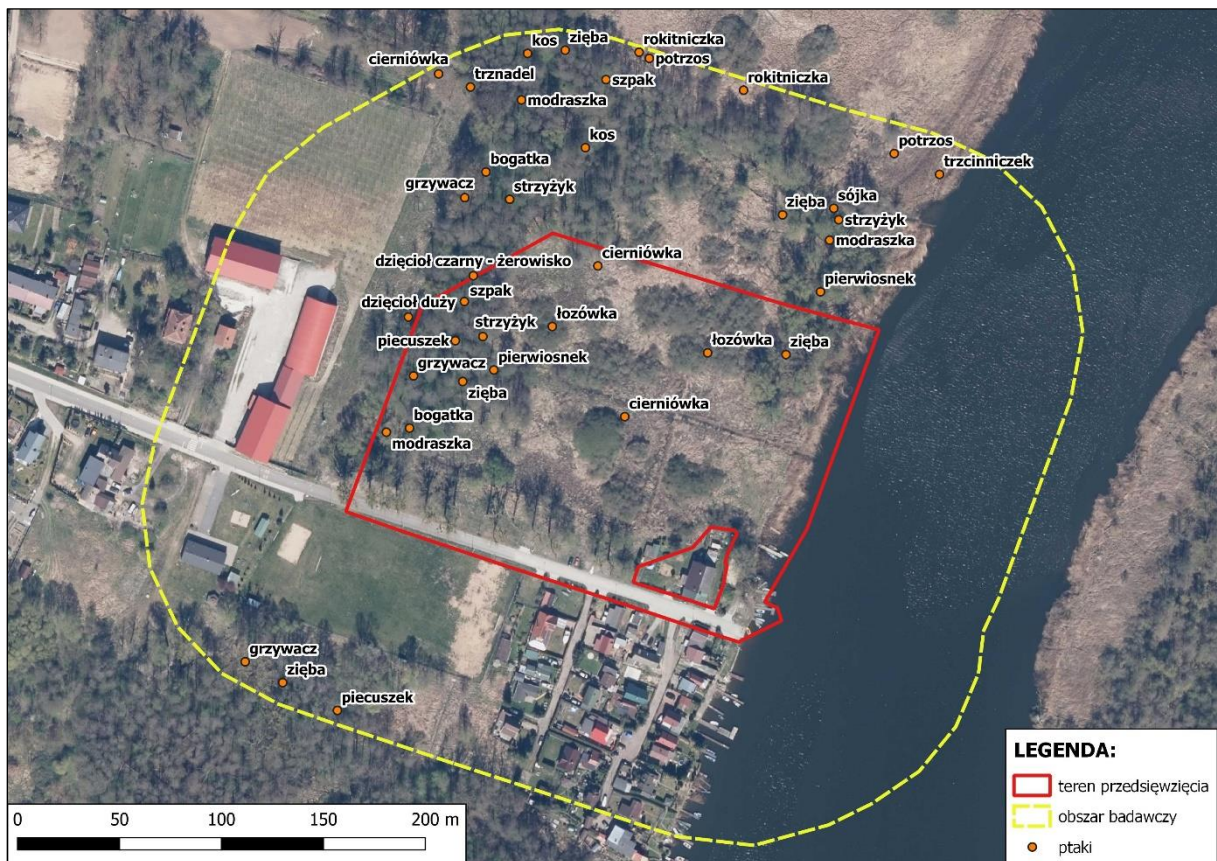 kos
zięba
rokitniczka
potrzos
cierniówka
trznadel
szpak
rokitniczka
modraszka
kos
potrzos
bogatka
trzcinniczek
grzywacz
strzyżyk
zięba
sójka
strzyżyk
modraszka
dzięcioł czarny - żerowisko
cierniówka
pierwiosnek
szpak
dzięcioł duży
łozówka
piecuszek
strzyżyk
łozówka
zięba
grzywacz
pierwiosnek
zięba
cierniówka
bogatka
modraszka
grzywacz
zięba
piecuszek
LEGENDA:
teren przedsięwzięcia
obszar badawczy
ptaki
0 50 100 150 200 m